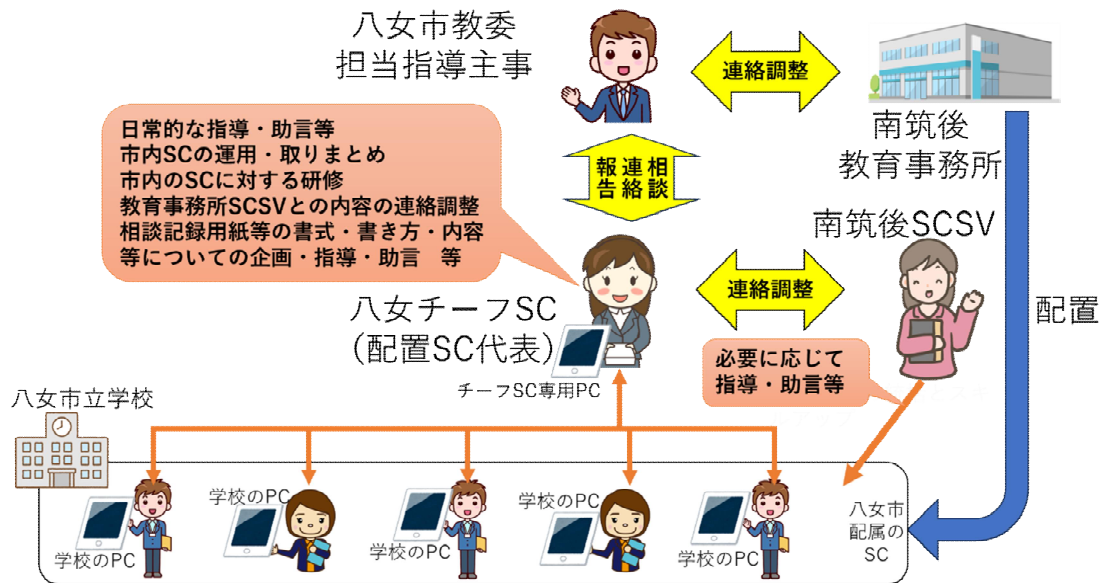 八女市教委
担当指導主事
連絡調整
南筑後
教育事務所
日常的な指導・助言等
市内SCの運用・取りまとめ
市内のSCに対する研修
教育事務所SCSVとの内容の連絡調整
相談記録用紙等の書式・書き方・内容
等についての企画・指導・助言　等
報告
連絡
相談
南筑後SCSV
連絡調整
配置
八女チーフSC
(配置SC代表)
チーフSC専用PC
必要に応じて
指導・助言等
八女市立学校
学校のPC
学校のPC
学校のPC
学校のPC
学校のPC
八女市
配属の
SC